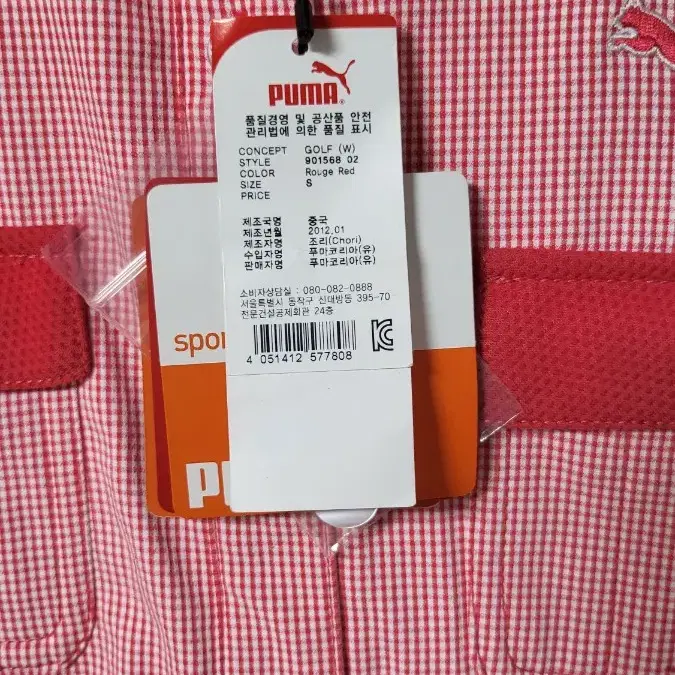 PUMA
품질경영 및 공산품 안전
관리법에 의한 품질 표시
CONCEPT GOLF (W)
STYLE 901568 02
COLOR Rouge Red
SIZE S
PRICE
제조국명 중국
제조년월 2012.01
제조자명 조리(Chori)
수입자명 푸마코리아(유)
판매자명 푸마코리아(유)
소비자상담실 : 080-082-0888
서울특별시 동작구 신대방동 395-70
전문건설공제회관 24층
4 051412 577808
spor
PU